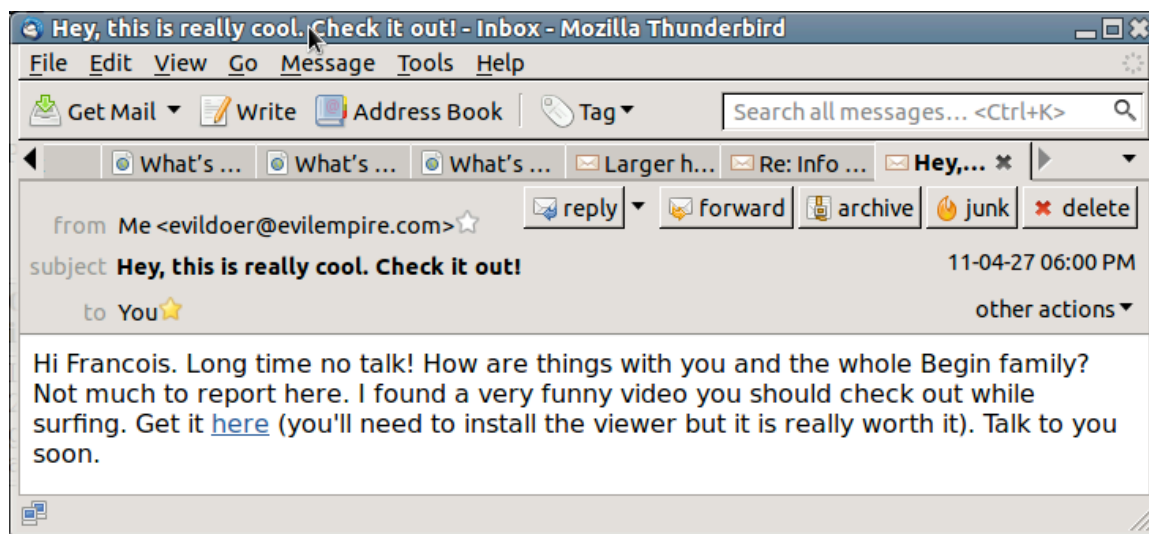 Hey, this is really cool. Check it out! - Inbox - Mozilla Thunderbird
File Edit View Go Message Tools Help
Get Mail Write Address Book Tag Search all messages... <Ctrl+K>
What's ... What's ... What's ... Larger h... Re: Info ... Hey,...
from Me <evildoer@evilempire.com> reply forward archive junk delete
subject Hey, this is really cool. Check it out! 11-04-27 06:00 PM
to You other actions
Hi Francois. Long time no talk! How are things with you and the whole Begin family?
Not much to report here. I found a very funny video you should check out while
surfing. Get it here (you'll need to install the viewer but it is really worth it). Talk to you
soon.